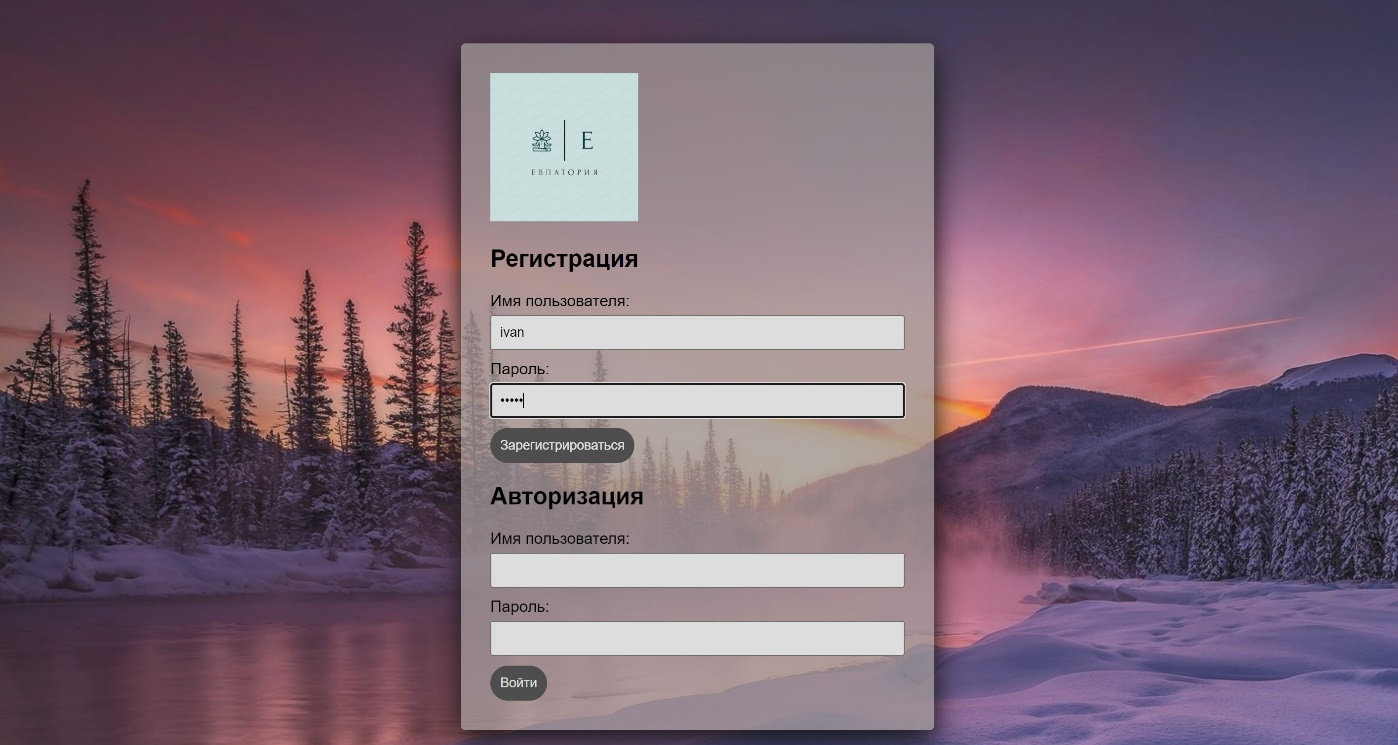 E
ЕВПАТОРИЯ
Регистрация
Имя пользователя:
ivan
Пароль:
•••••
Зарегистрироваться
Авторизация
Имя пользователя:
Пароль:
Войти